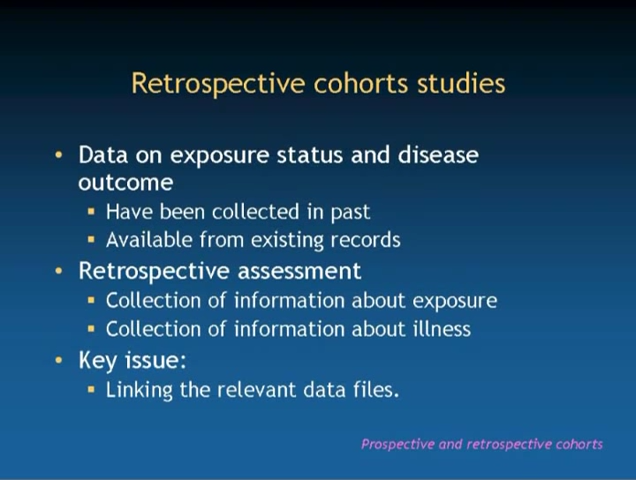 Retrospective cohorts studies
• Data on exposure status and disease
outcome
▪ Have been collected in past
▪ Available from existing records
• Retrospective assessment
▪ Collection of information about exposure
▪ Collection of information about illness
• Key issue:
▪ Linking the relevant data files.
Prospective and retrospective cohorts